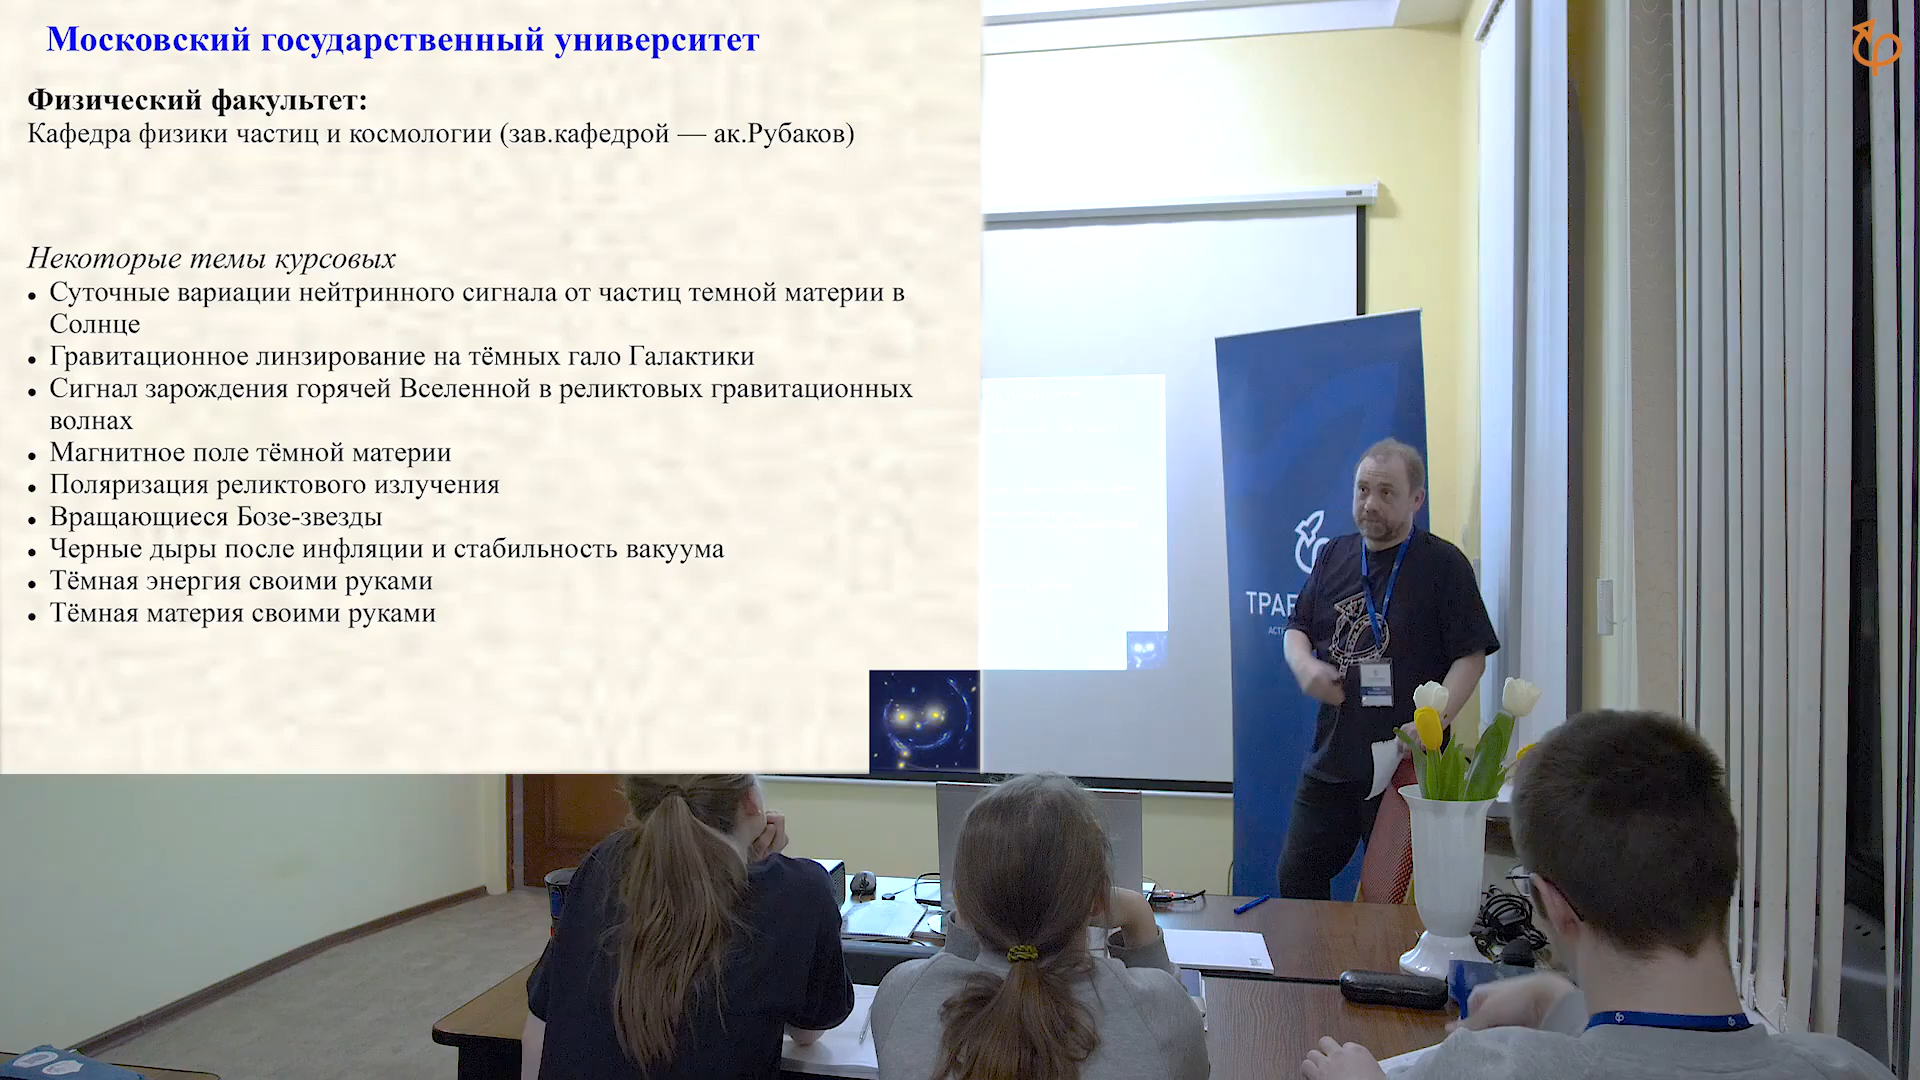 Московский государственный университет
Физический факультет:
Кафедра физики частиц и космологии (зав.кафедрой — ак.Рубаков)
Некоторые темы курсовых
Суточные вариации нейтринного сигнала от частиц темной материи в
Солнце
Гравитационное линзирование на тёмных гало Галактики
Сигнал зарождения горячей Вселенной в реликтовых гравитационных
волнах
Магнитное поле тёмной материи
Поляризация реликтового излучения
Вращающиеся Бозе-звезды
Черные дыры после инфляции и стабильность вакуума
Тёмная энергия своими руками
Тёмная материя своими руками